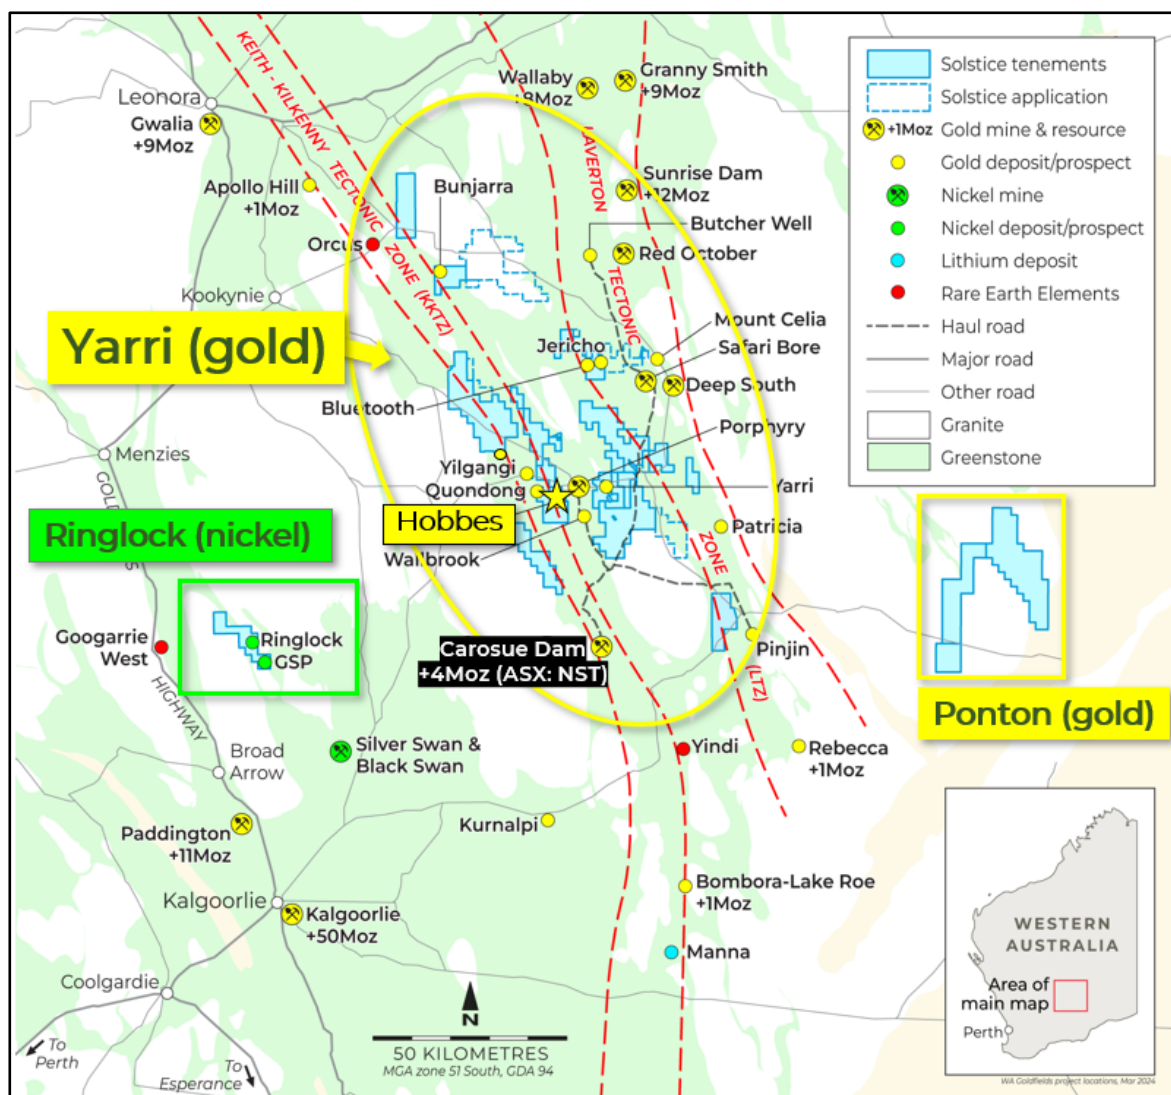 KEITH - KILKENNY TECTONIC ZONE (KKTZ)
LAVERTON TECTONIC ZONE (LTZ)
Leonora
Gwalia
+9Moz
Wallaby
+8Moz
Granny Smith
+9Moz
Apollo Hill
+1Moz
Bunjarra
Sunrise Dam
+12Moz
Orcus
Butcher Well
Red October
Kookynie
Yarri (gold)
Mount Celia
Jericho
Safari Bore
Deep South
Bluetooth
Porphyry
Menzies
Yilgangi
Quondong
Yarri
Hobbes
Patricia
Wallbrook
Ringlock (nickel)
GOLDFIELDS
HIGHWAY
Googarrie
West
Ringlock
GSP
Carosue Dam
+4Moz (ASX: NST)
Pinjin
Ponton (gold)
Silver Swan &
Black Swan
Broad
Arrow
Yindi
Rebecca
+1Moz
Paddington
+11Moz
Kurnalpi
Kalgoorlie
Kalgoorlie
+50Moz
Bombora-Lake Roe
+1Moz
Manna
Coolgardie
To
Perth
To
Esperance
N
50 KILOMETRES
MGA zone 51 South, GDA 94
Solstice tenements
Solstice application
+1Moz Gold mine & resource
Gold deposit/prospect
Nickel mine
Nickel deposit/prospect
Lithium deposit
Rare Earth Elements
Haul road
Major road
Other road
Granite
Greenstone
WESTERN
AUSTRALIA
Area of
main map
Perth
WA Goldfields project locations, Mar 2024